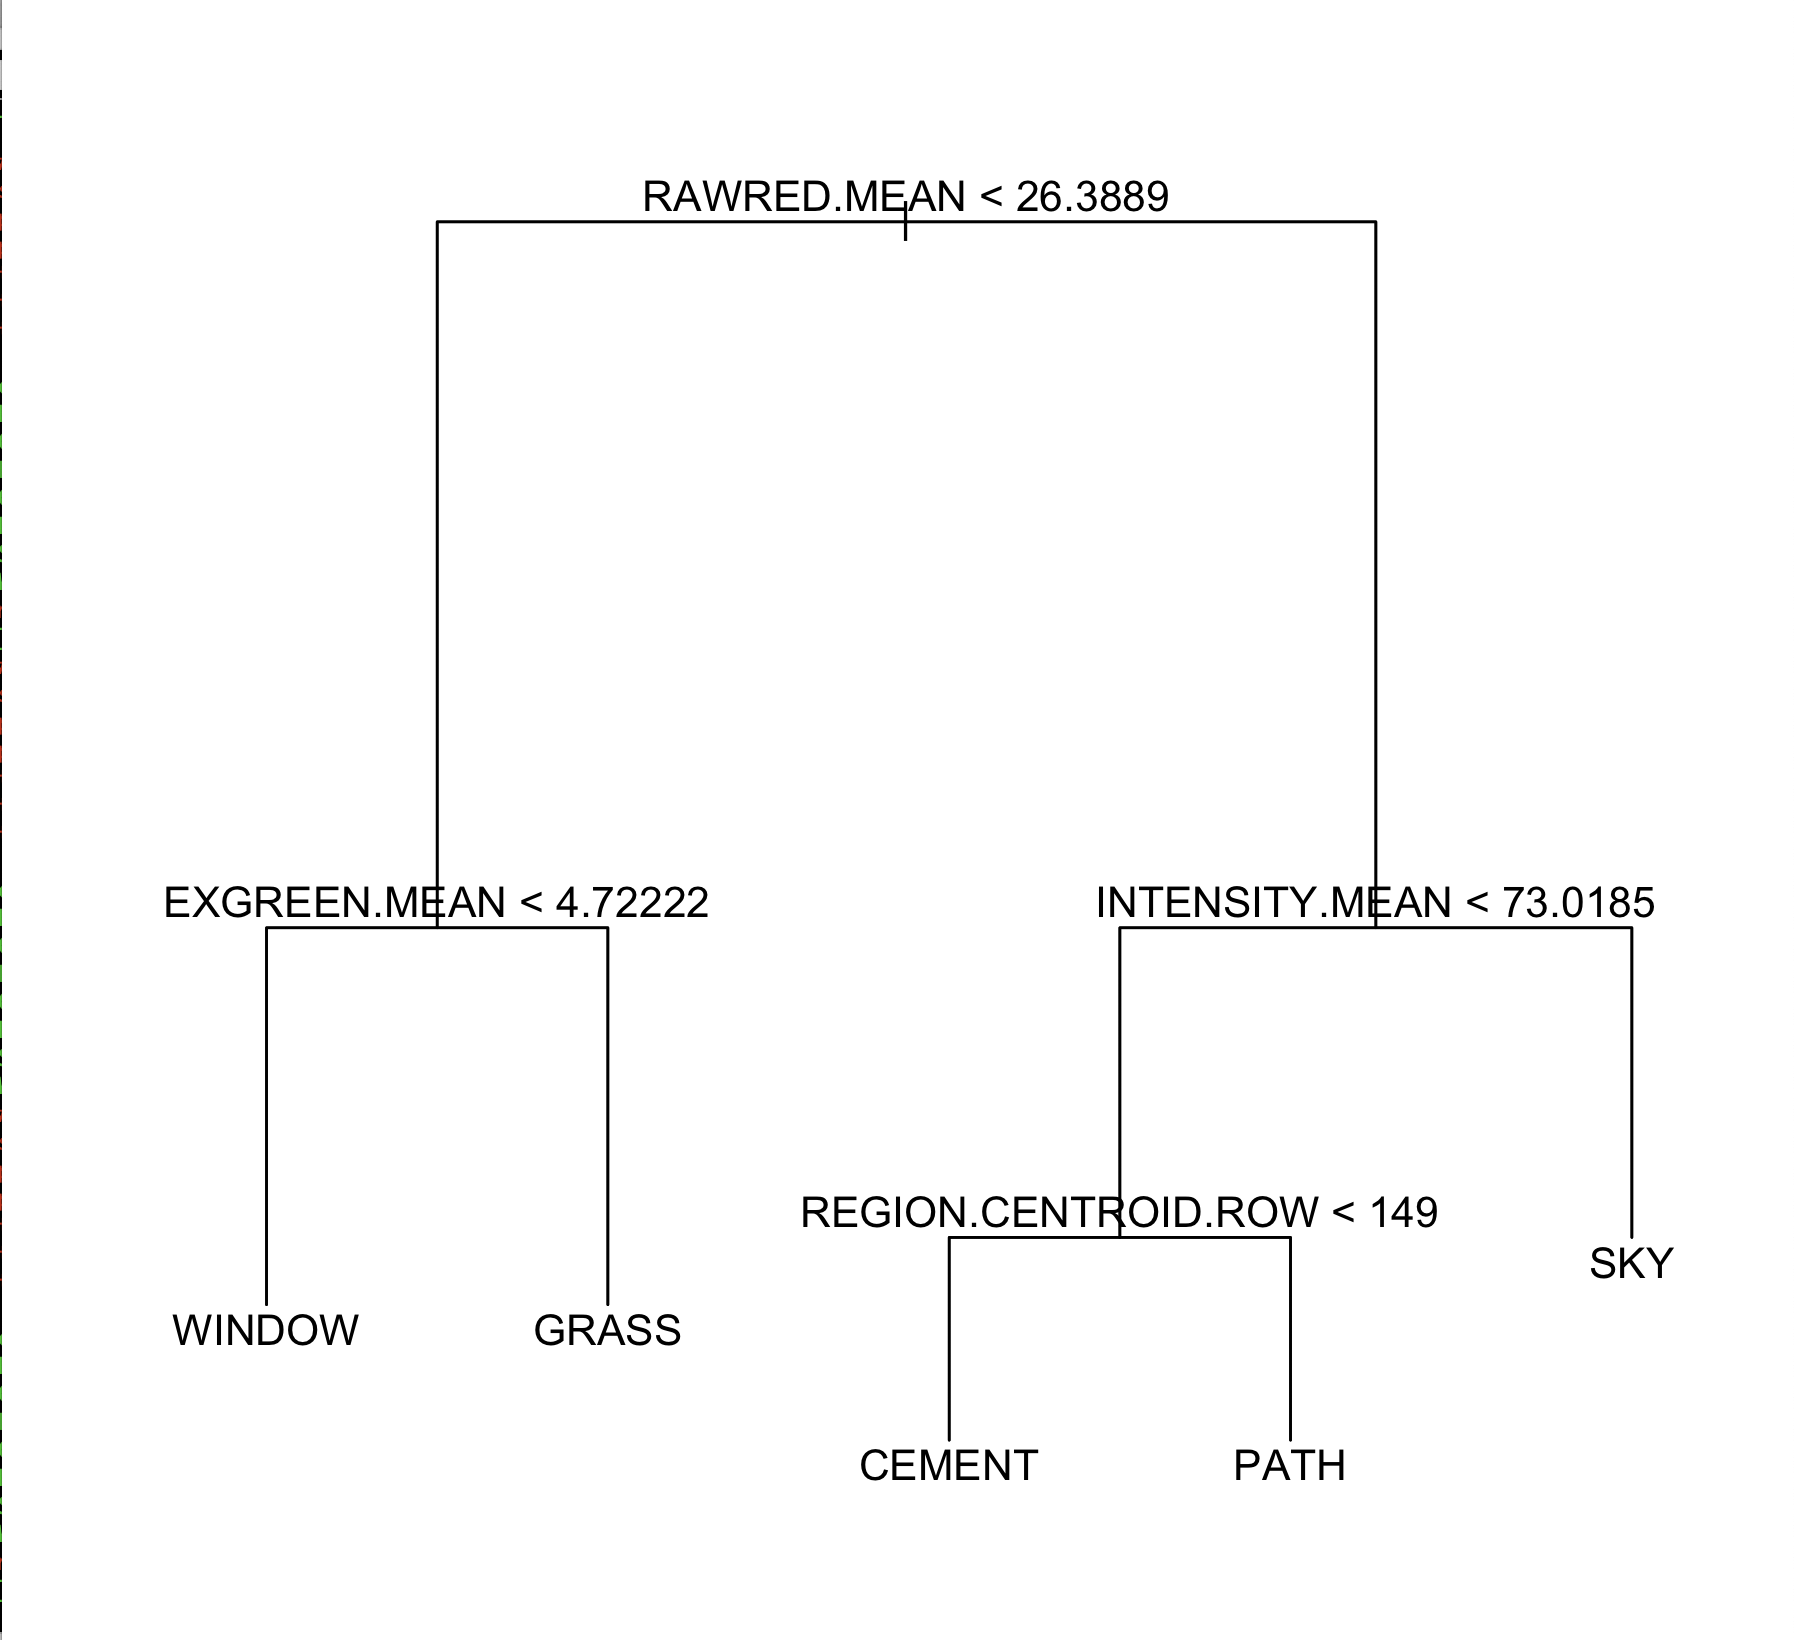 RAWRED.MEAN < 26.3889
EXGREEN.MEAN < 4.72222
INTENSITY.MEAN < 73.0185
REGION.CENTROID.ROW < 149
SKY
WINDOW
GRASS
CEMENT
PATH